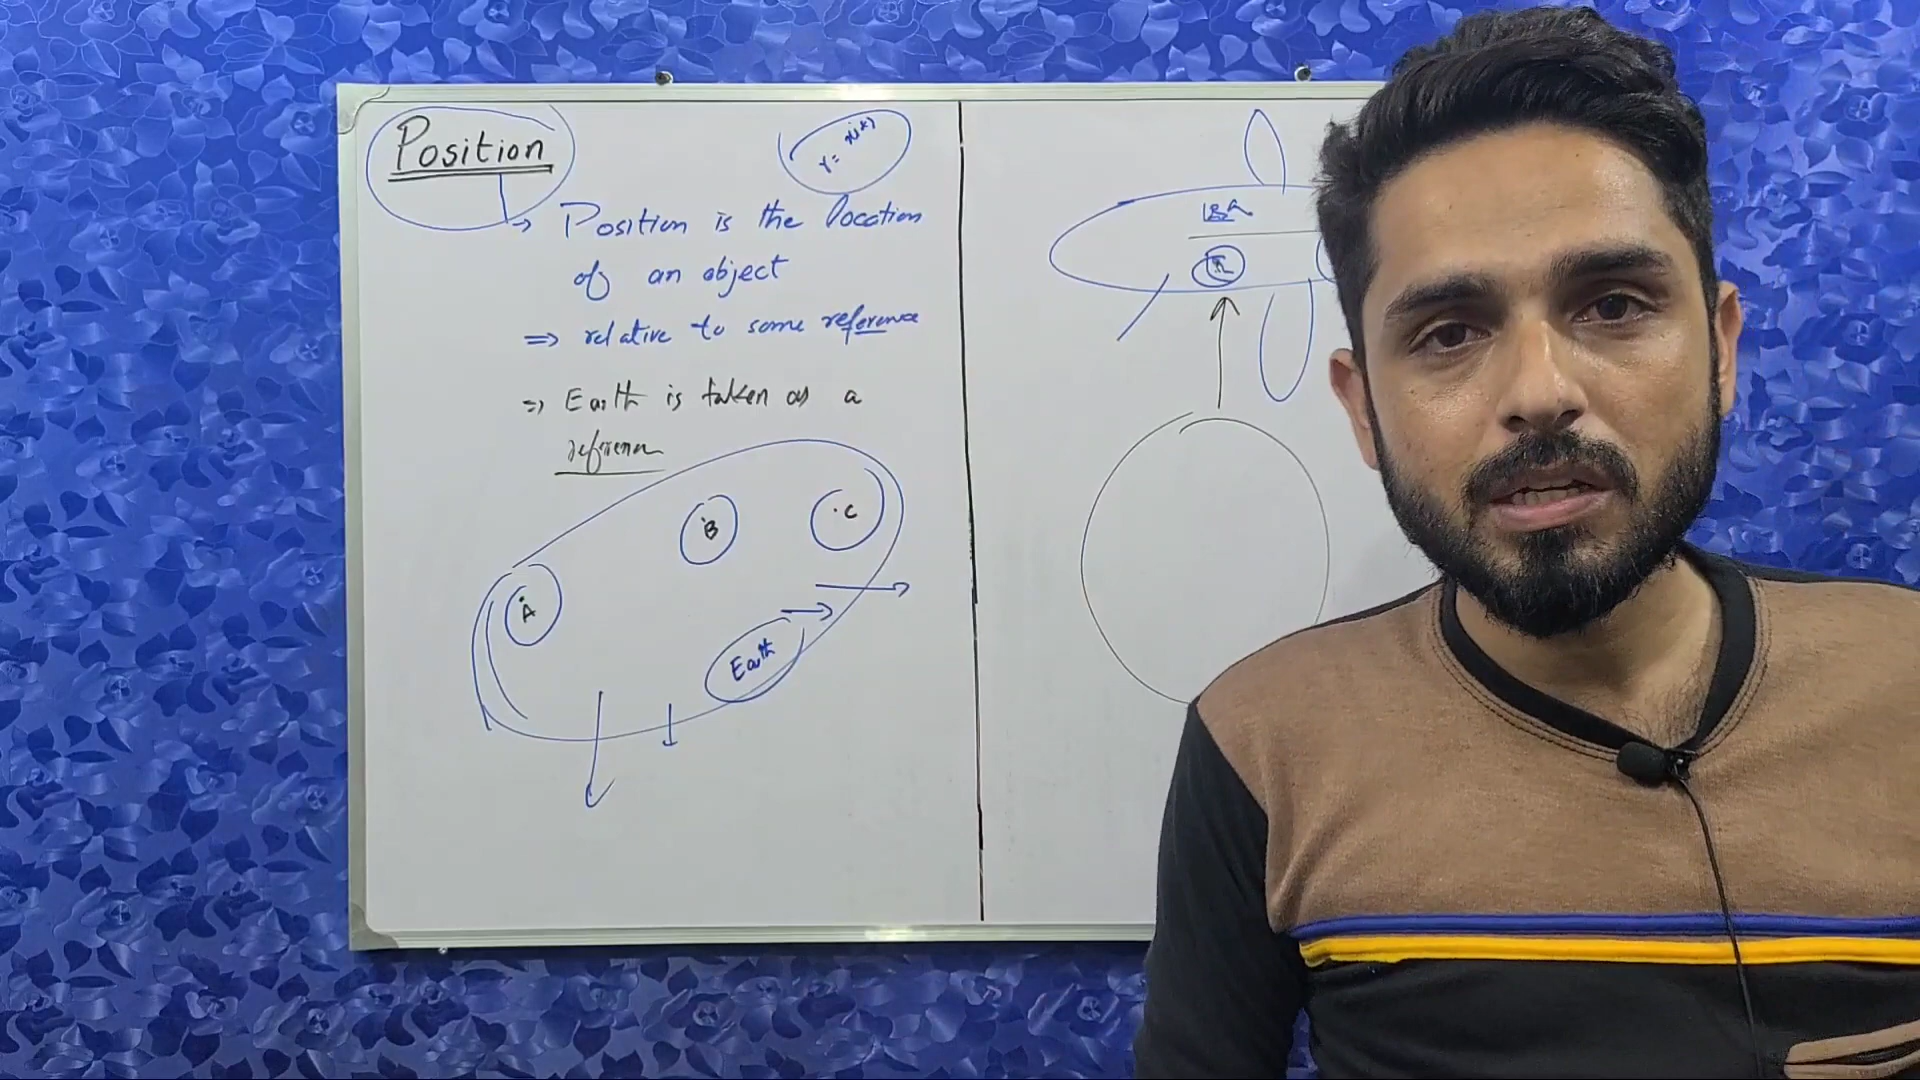 Position
→ Position is the location
of an object
⇒ relative to some reference
⇒ Earth is taken as a
reference
A
B
C
Earth